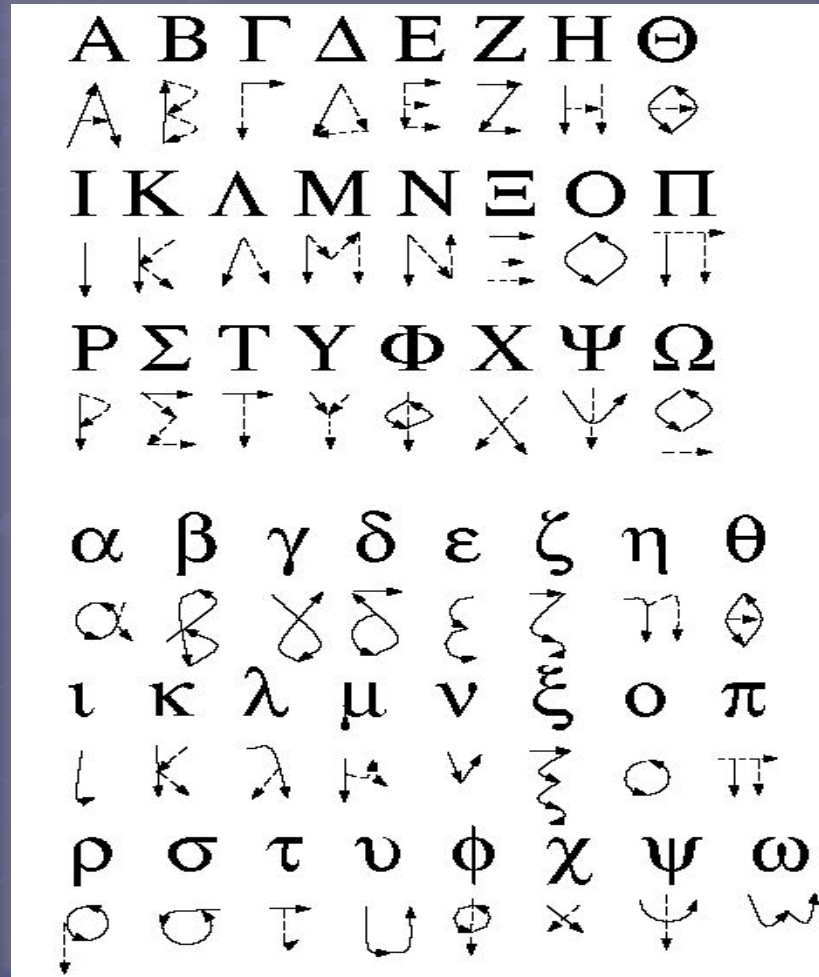 Α Β Γ Δ Ε Ζ Η Θ
Ι Κ Λ Μ Ν Ξ Ο Π
Ρ Σ Τ Υ Φ Χ Ψ Ω
α β γ δ ε ζ η θ
ι κ λ μ ν ξ ο π
ρ σ τ υ φ χ ψ ω